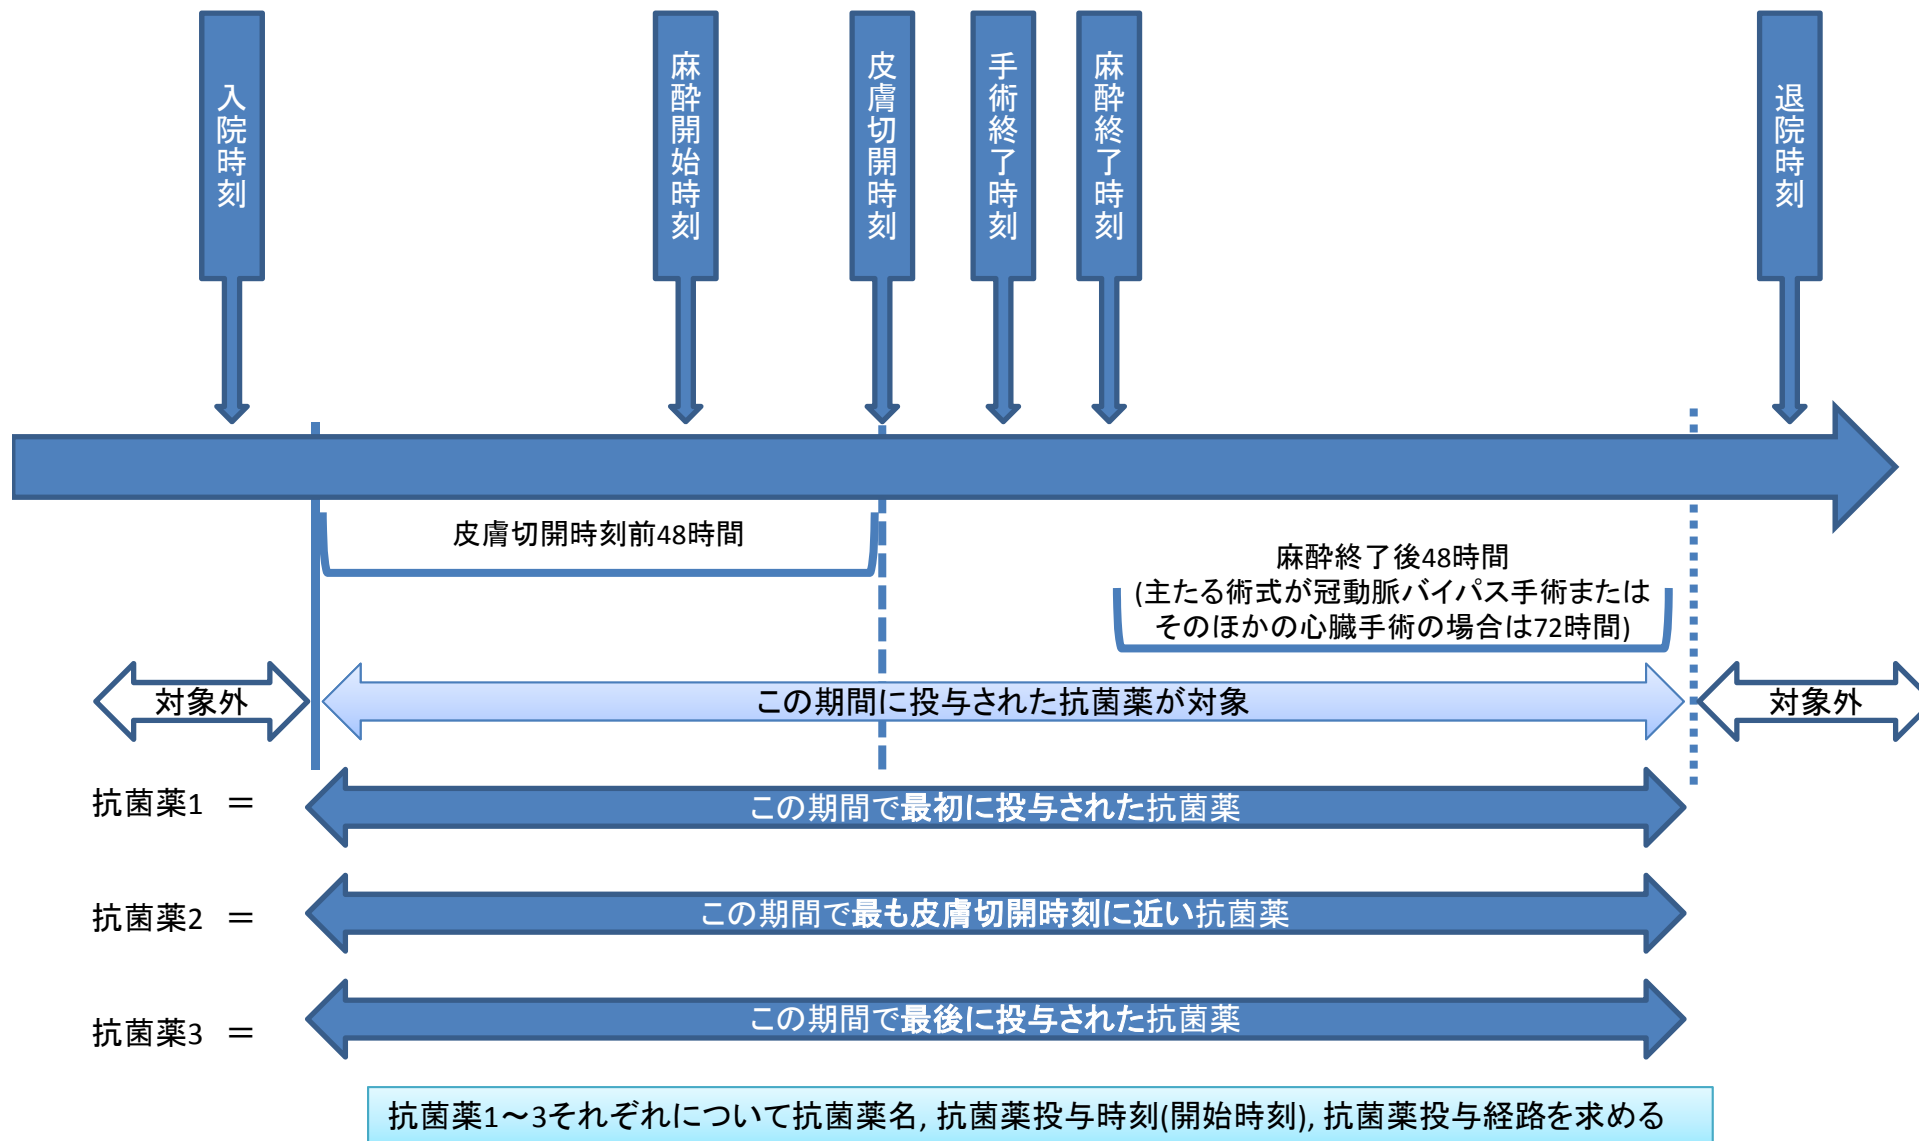 入院時刻
麻酔開始時刻
皮膚切開時刻
手術終了時刻
麻酔終了時刻
退院時刻
皮膚切開時刻前48時間
麻酔終了後48時間
(主たる術式が冠動脈バイパス手術または
そのほかの心臓手術の場合は72時間)
対象外
この期間に投与された抗菌薬が対象
対象外
抗菌薬1 ＝
この期間で最初に投与された抗菌薬
抗菌薬2 ＝
この期間で最も皮膚切開時刻に近い抗菌薬
抗菌薬3 ＝
この期間で最後に投与された抗菌薬
抗菌薬1～3それぞれについて抗菌薬名, 抗菌薬投与時刻(開始時刻), 抗菌薬投与経路を求める